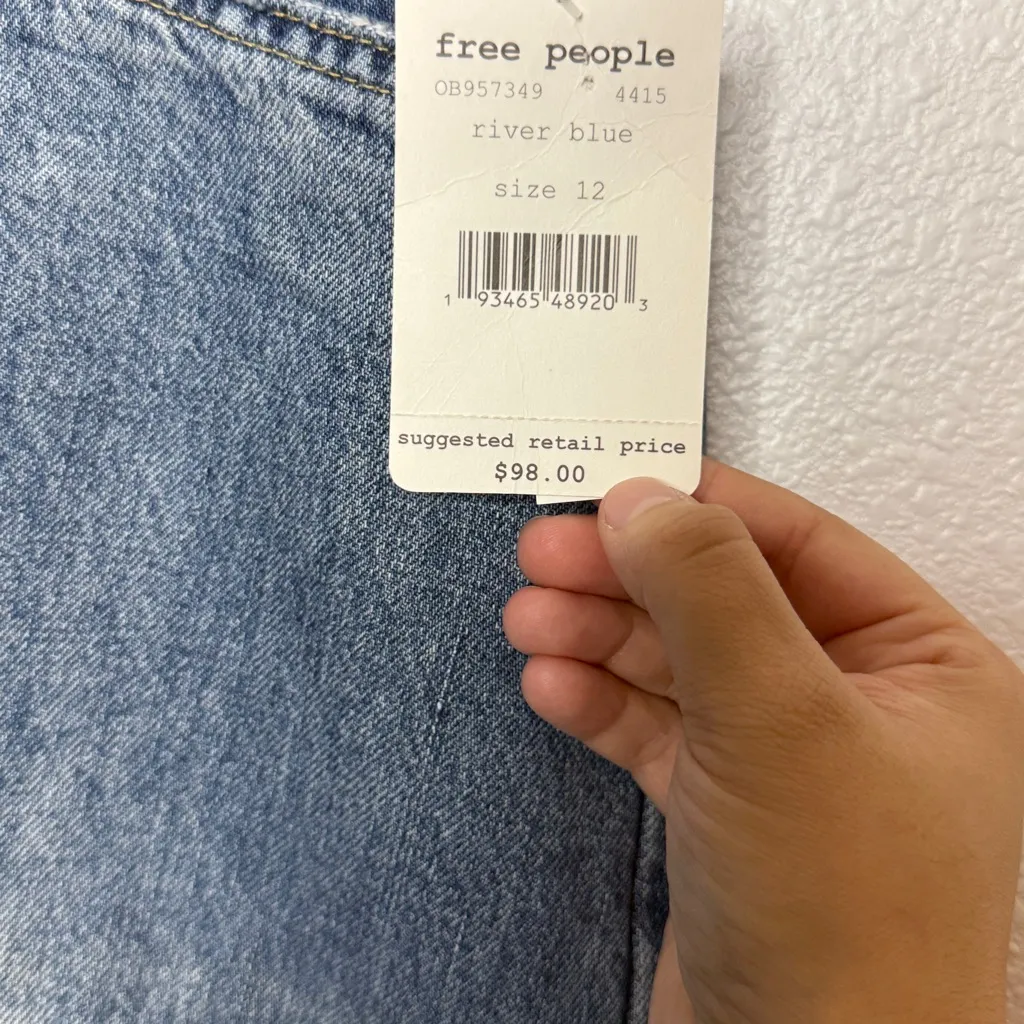 free people
OB957349 4415
river blue
size 12
1 93465 48920 3
suggested retail price
$98.00